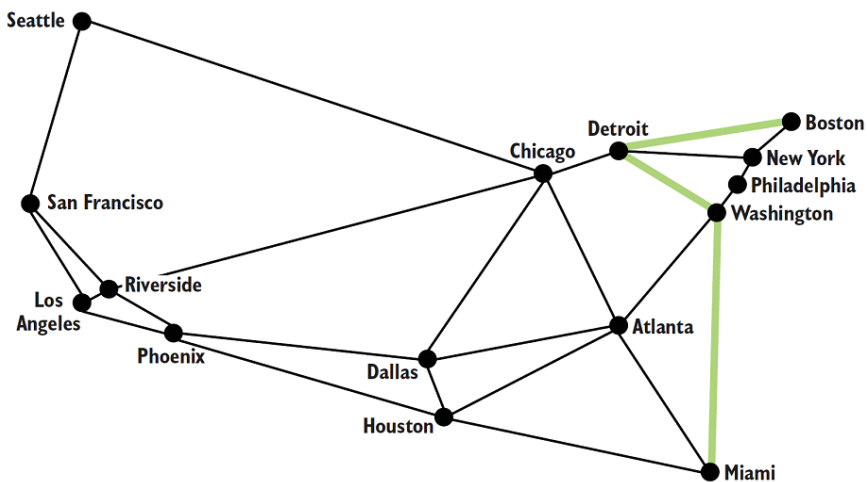 Seattle
Boston
Detroit
New York
Chicago
Philadelphia
San Francisco
Washington
Riverside
Los
Angeles
Atlanta
Phoenix
Dallas
Houston
Miami